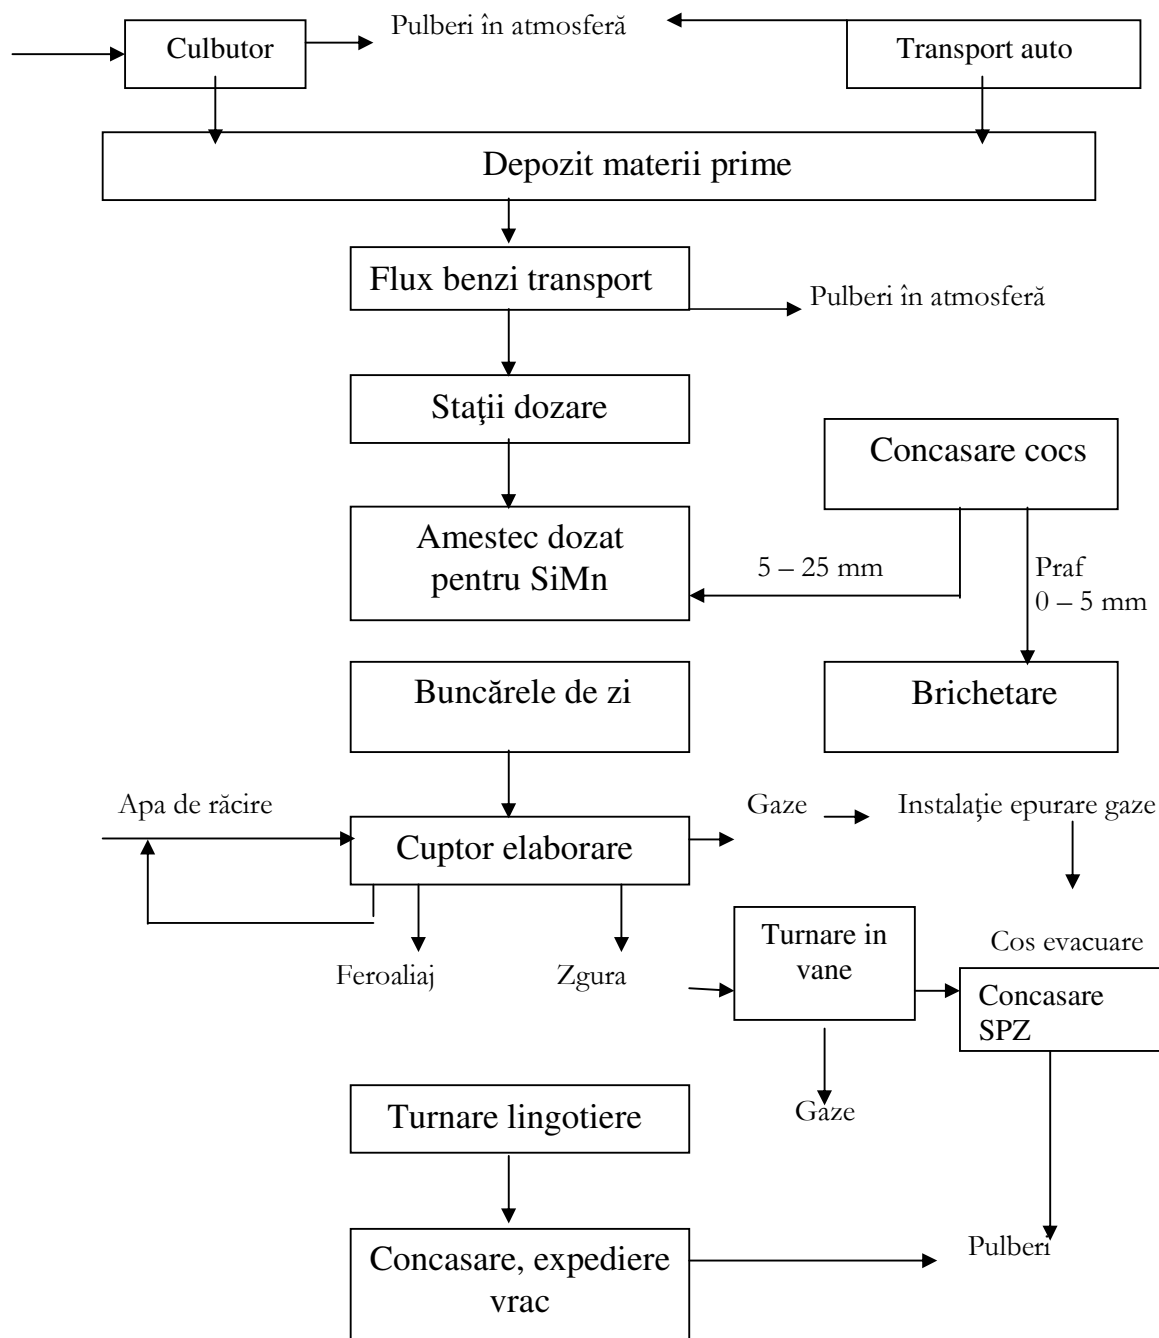 Pulberi în atmosferă
Culbutor
Transport auto
Depozit materii prime
Flux benzi transport
Pulberi în atmosferă
Staţii dozare
Concasare cocs
Amestec dozat
pentru SiMn
5 – 25 mm
Praf
0 – 5 mm
Buncărele de zi
Brichetare
Apa de răcire
Gaze
Instalaţie epurare gaze
Cuptor elaborare
Turnare in
vane
Cos evacuare
Feroaliaj
Zgura
Concasare
SPZ
Turnare lingotiere
Gaze
Concasare, expediere
vrac
Pulberi